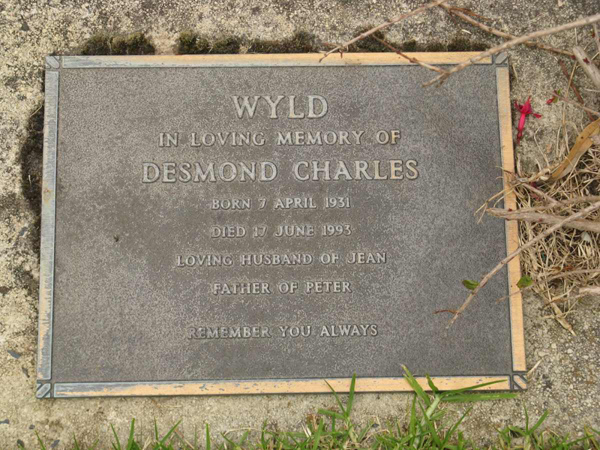 WYLD
IN LOVING MEMORY OF
DESMOND CHARLES
BORN 7 APRIL 1931
DIED 17 JUNE 1993
LOVING HUSBAND OF JEAN
FATHER OF PETER
REMEMBER YOU ALWAYS